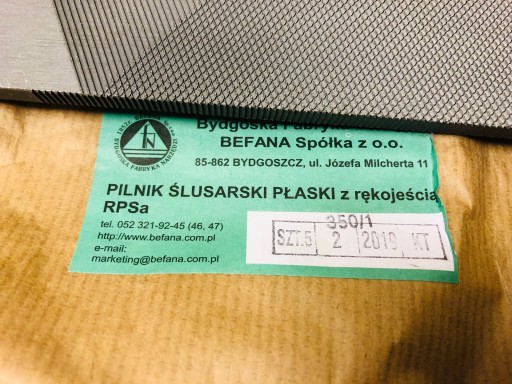 Bydgoska
BEFANA Spółka z o.o.
85-862 BYDGOSZCZ, ul. Józefa Milcherta 11
PILNIK ŚLUSARSKI PŁASKI z rękojeścią
RPSa
tel. 052 321-92-45 (46, 47)
http://www.befana.com.pl
e-mail:
marketing@befana.com.pl
350/1
SZT.5 2 2019 KT